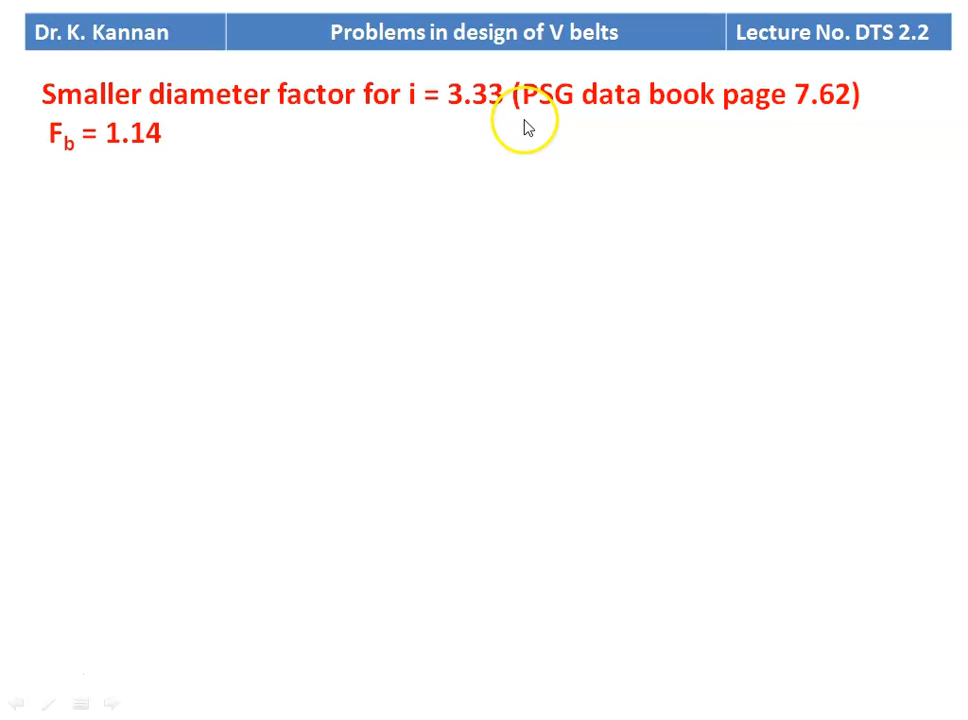 Dr. K. Kannan Problems in design of V belts Lecture No. DTS 2.2
Smaller diameter factor for i = 3.33 (PSG data book page 7.62)
Fb = 1.14